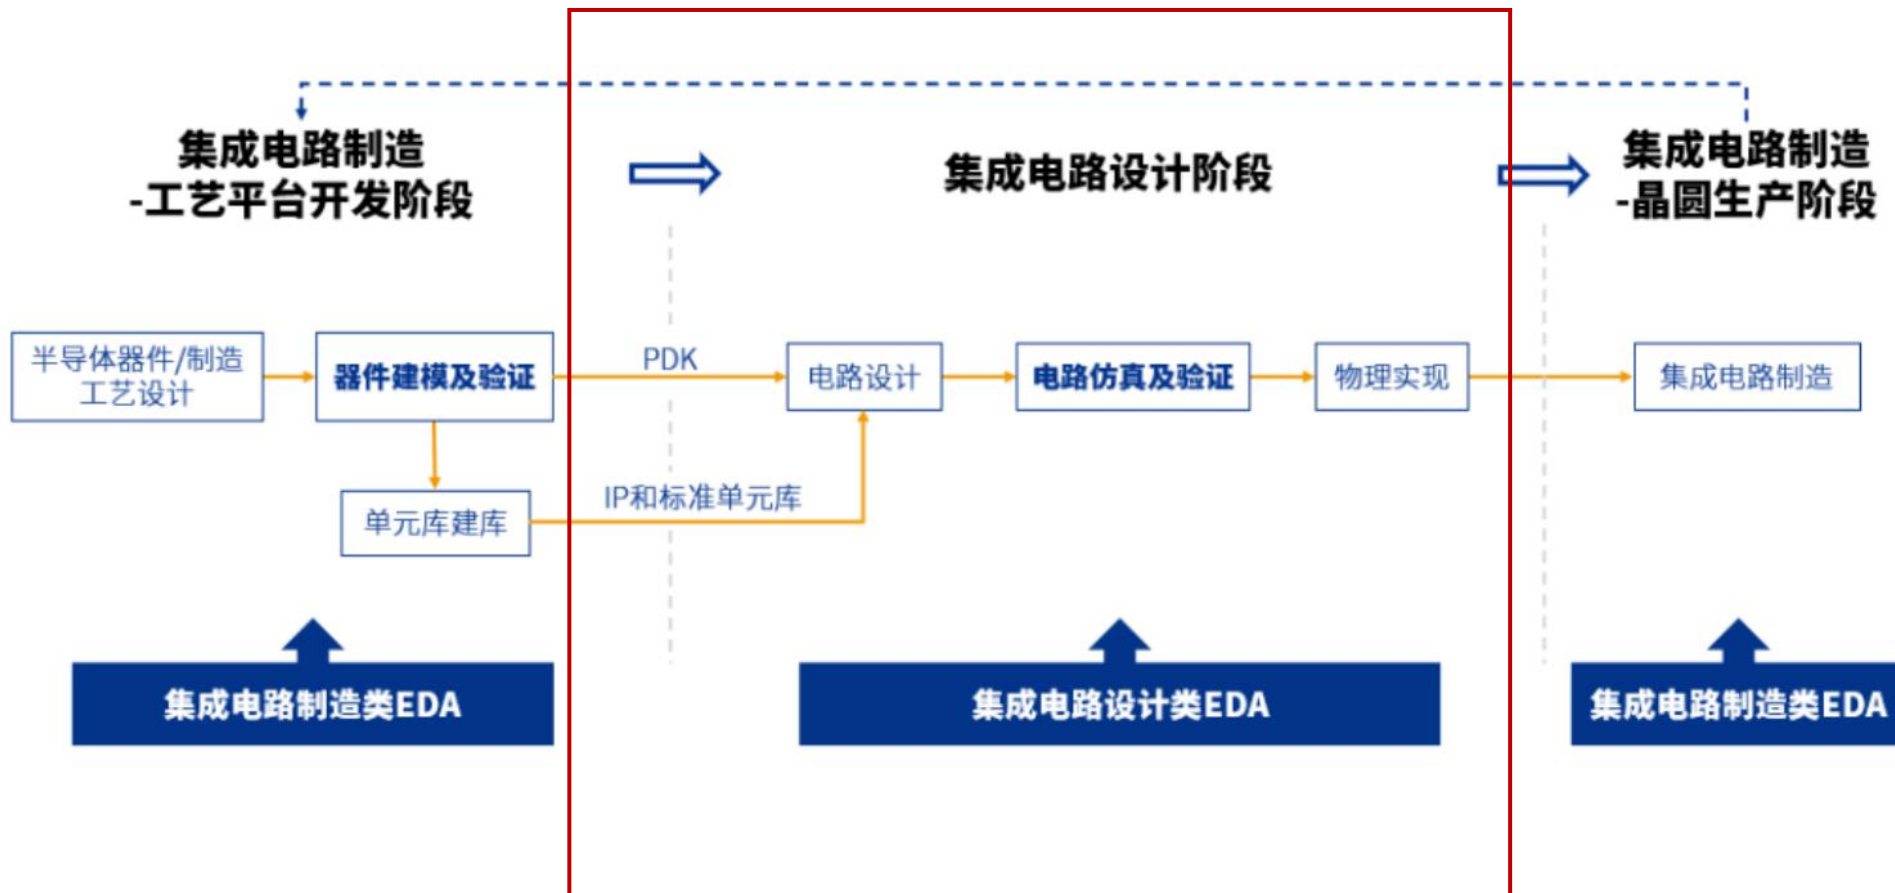 集成电路制造
-工艺平台开发阶段
集成电路设计阶段
集成电路制造
-晶圆生产阶段
半导体器件/制造
工艺设计
器件建模及验证
PDK
电路设计
电路仿真及验证
物理实现
集成电路制造
单元库建库
IP和标准单元库
集成电路制造类EDA
集成电路设计类EDA
集成电路制造类EDA